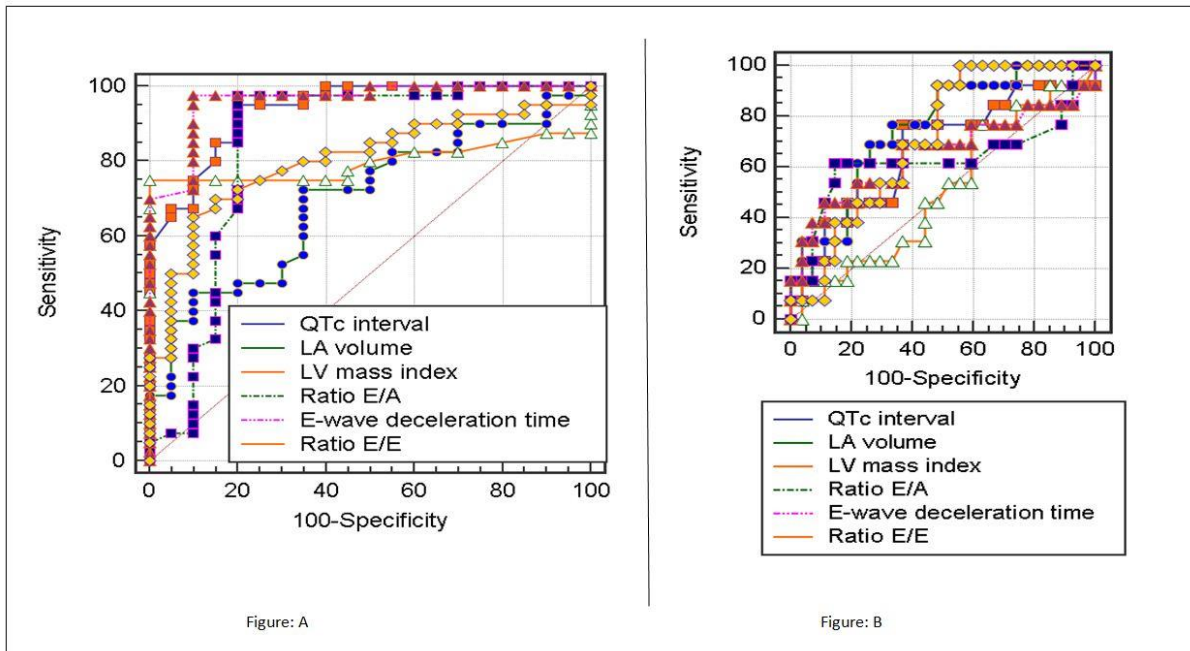 100
80
60
40
20
0
Sensitivity
0 20 40 60 80 100
100-Specificity
QTc interval
LA volume
LV mass index
Ratio E/A
E-wave deceleration time
Ratio E/E
Figure: A
100
80
60
40
20
0
Sensitivity
0 20 40 60 80 100
100-Specificity
QTc interval
LA volume
LV mass index
Ratio E/A
E-wave deceleration time
Ratio E/E
Figure: B